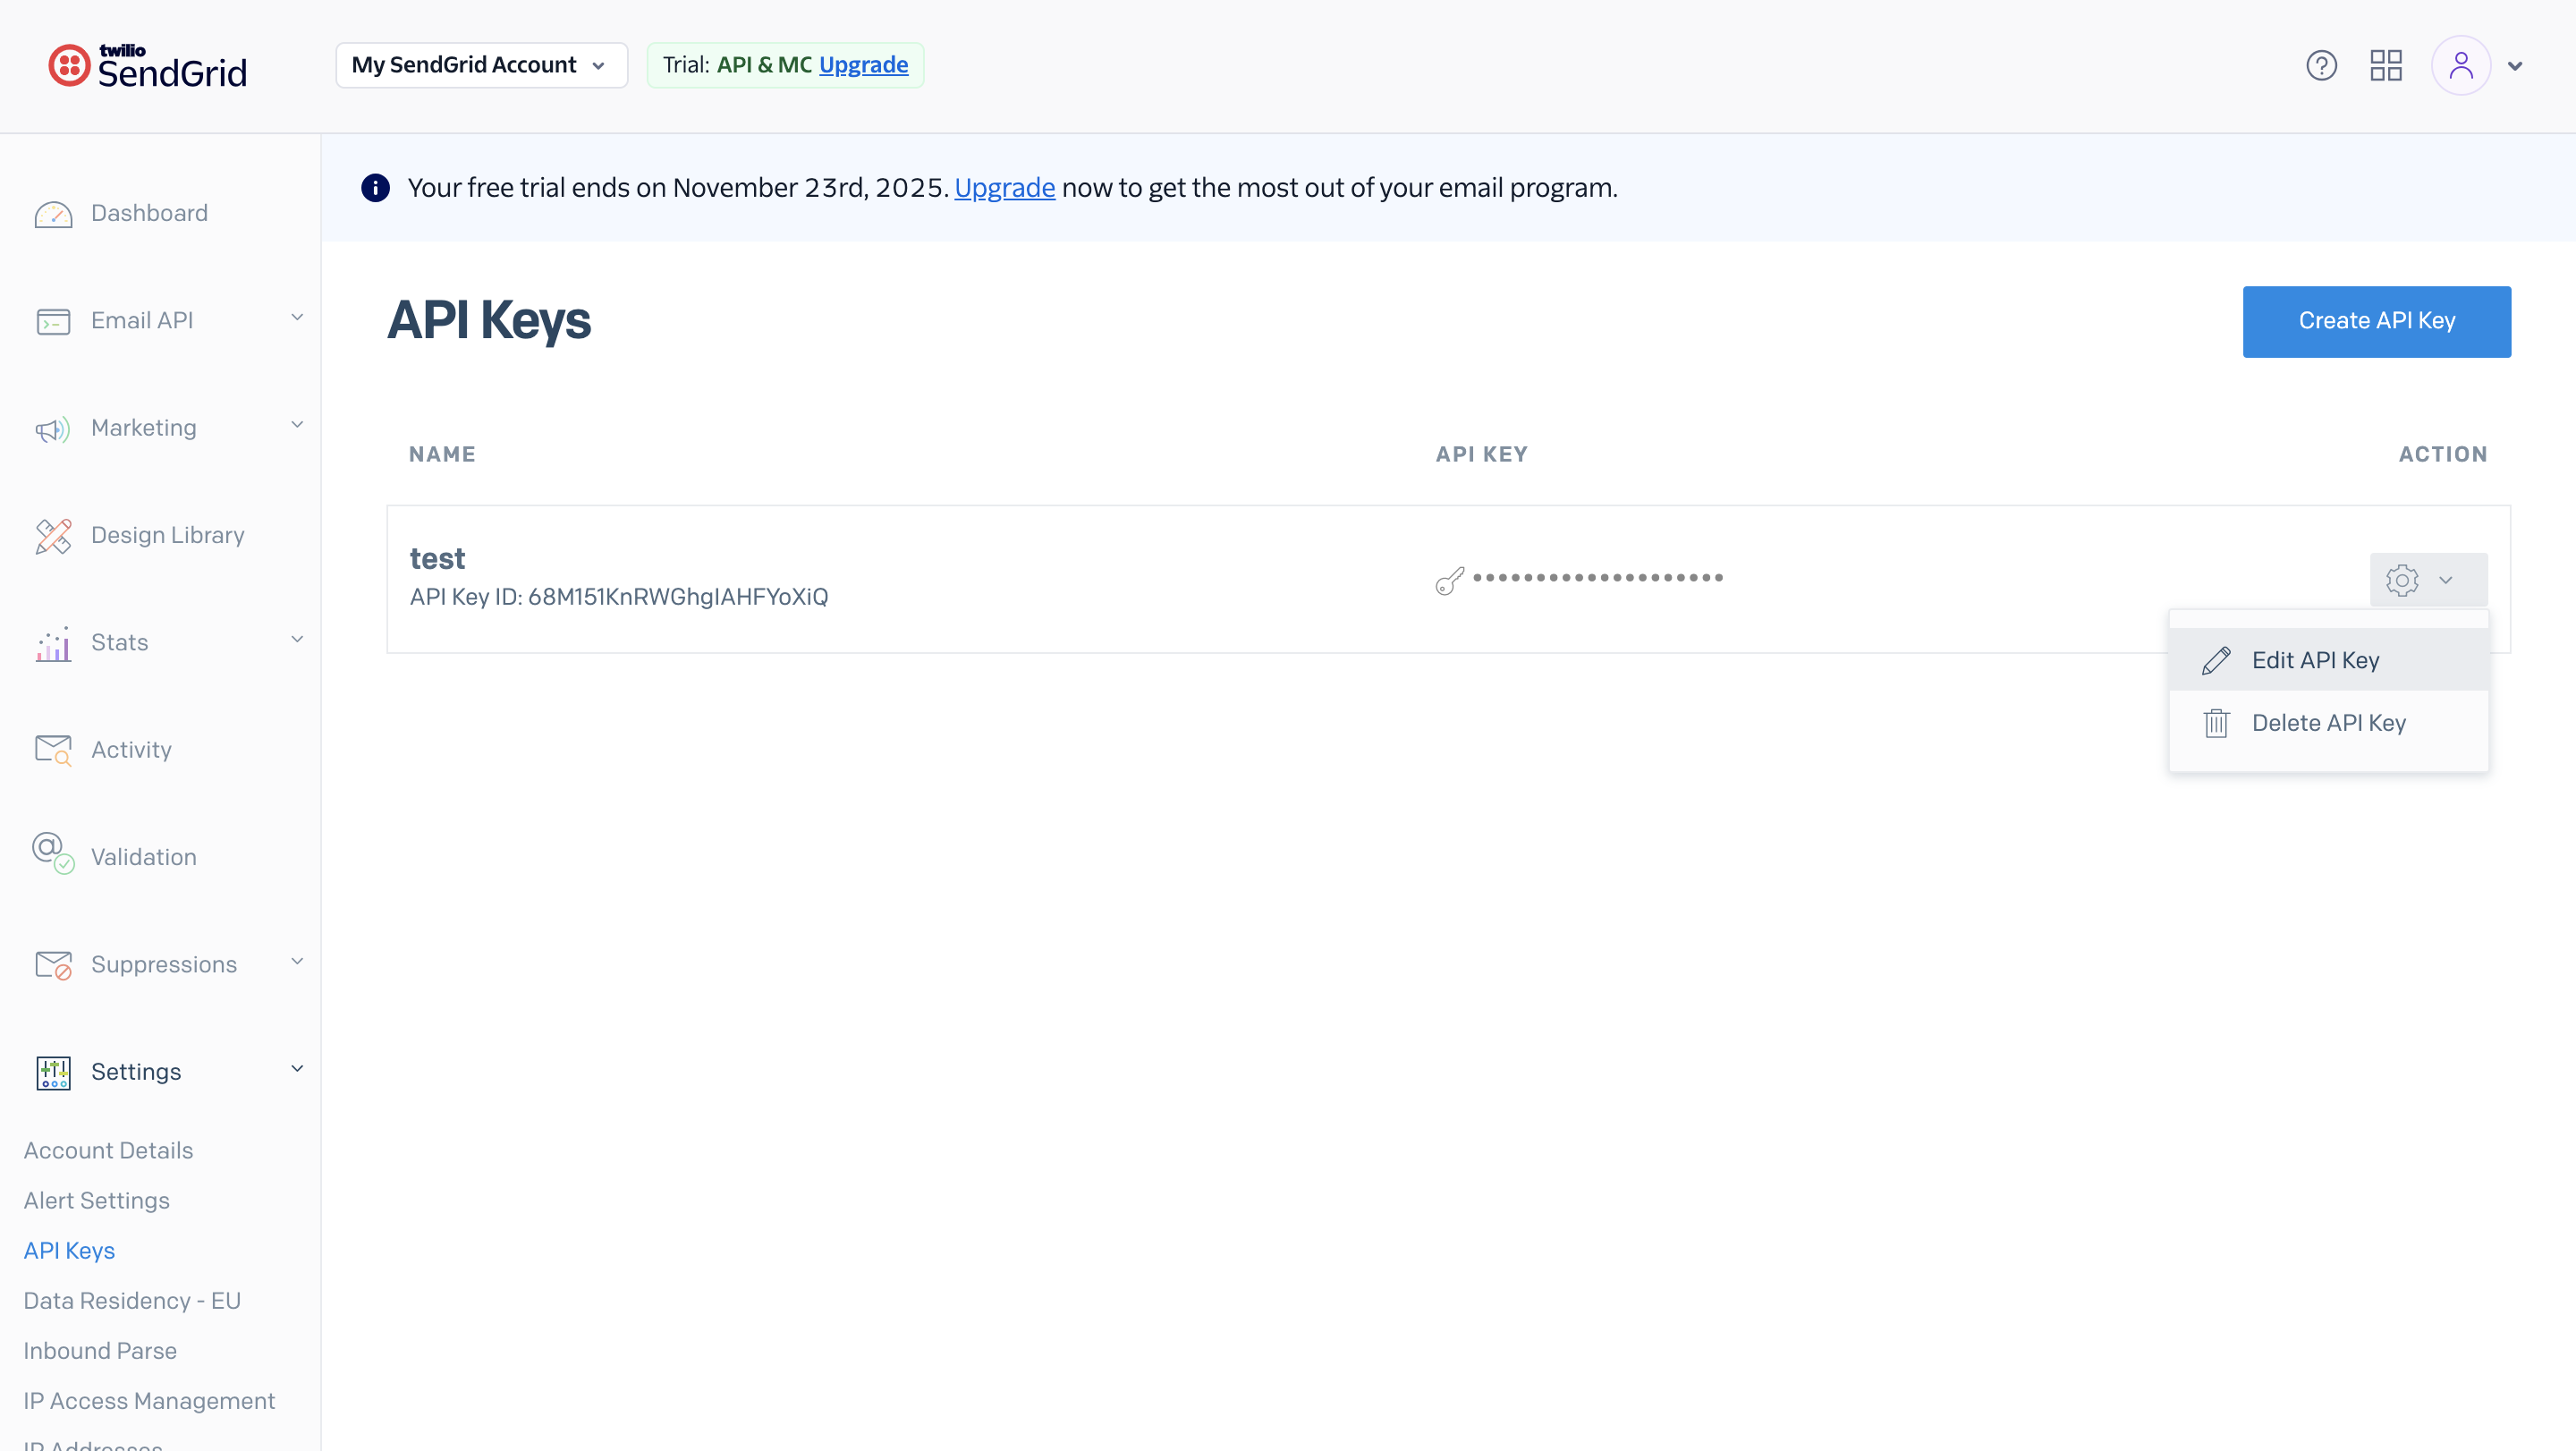 twilio
SendGrid
My SendGrid Account
Trial: API & MC Upgrade
Your free trial ends on November 23rd, 2025. Upgrade now to get the most out of your email program.
Dashboard
Email API
Marketing
Design Library
Stats
Activity
Validation
Suppressions
Settings
Account Details
Alert Settings
API Keys
Data Residency - EU
Inbound Parse
IP Access Management
IP Addresses
API Keys
Create API Key
NAME
API KEY
ACTION
test
API Key ID: 68M151KnRWGhglAHFYoXiQ
•••••••••••••••••••• 
Edit API Key
Delete API Key